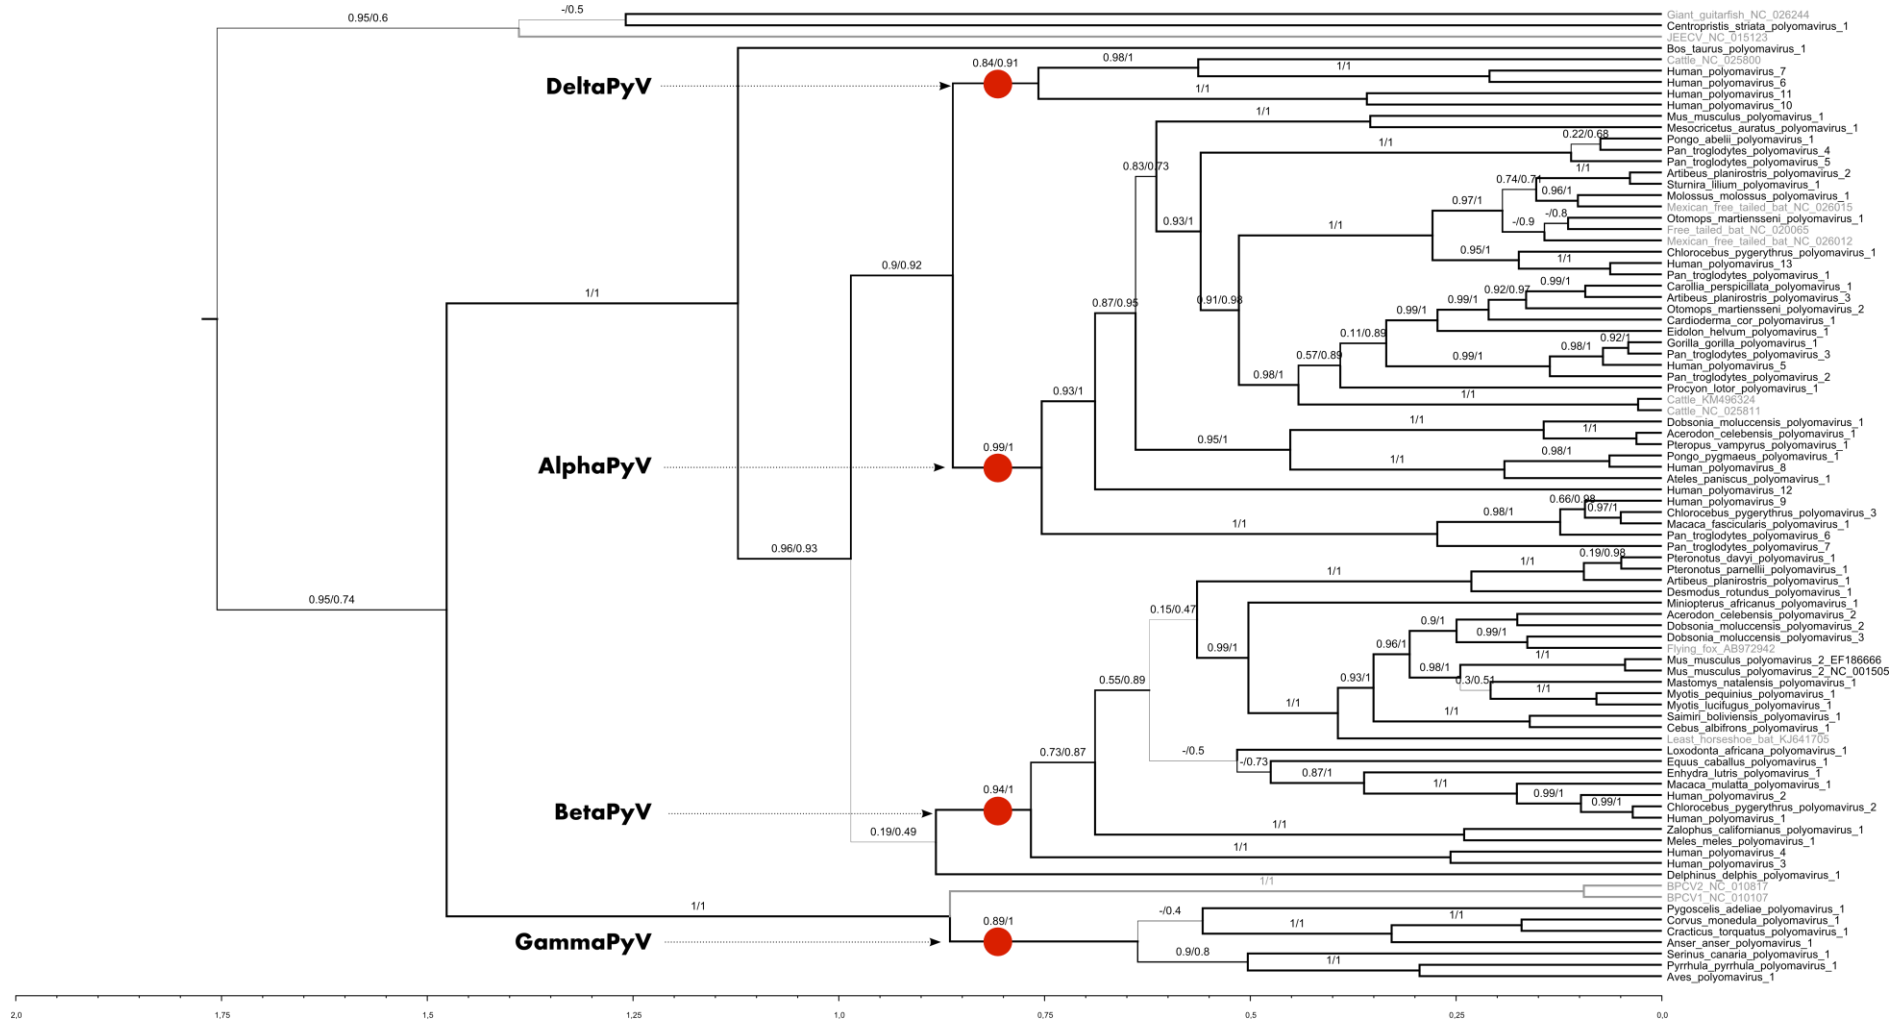 0.95/0.6
-/0.5
Giant_guitarfish_NC_026244
Centropristis_striata_polyomavirus_1
JEECV_NC_015123
Bos_taurus_polyomavirus_1
DeltaPyV
0.84/0.91
0.98/1
1/1
1/1
Cattle_NC_025800
Human_polyomavirus_7
Human_polyomavirus_6
Human_polyomavirus_11
Human_polyomavirus_10
1/1
Mus_musculus_polyomavirus_1
Mesocricetus_auratus_polyomavirus_1
0.83/0.73
1/1
0.22/0.68
1/1
Pongo_abelii_polyomavirus_1
Pan_troglodytes_polyomavirus_4
Pan_troglodytes_polyomavirus_5
0.93/1
1/1
0.97/1
0.74/0.71
0.96/1
-/0.9
-/0.8
Artibeus_planirostris_polyomavirus_2
Sturnira_lilium_polyomavirus_1
Molossus_molossus_polyomavirus_1
Mexican_free_tailed_bat_NC_026015
Otomops_martiensseni_polyomavirus_1
Free_tailed_bat_NC_020065
Mexican_free_tailed_bat_NC_026012
0.95/1
1/1
Chlorocebus_pygerythrus_polyomavirus_1
Human_polyomavirus_13
Pan_troglodytes_polyomavirus_1
1/1
0.9/0.92
0.87/0.95
0.91/0.98
0.99/1
0.99/1
0.92/0.97
0.99/1
Carollia_perspicillata_polyomavirus_1
Artibeus_planirostris_polyomavirus_3
Otomops_martiensseni_polyomavirus_2
Cardioderma_cor_polyomavirus_1
Eidolon_helvum_polyomavirus_1
0.11/0.89
0.57/0.89
0.99/1
0.98/1
0.92/1
Gorilla_gorilla_polyomavirus_1
Pan_troglodytes_polyomavirus_3
Human_polyomavirus_5
Pan_troglodytes_polyomavirus_2
0.98/1
1/1
Procyon_lotor_polyomavirus_1
Cattle_KM496324
Cattle_NC_025811
0.93/1
0.95/1
1/1
1/1
Dobsonia_moluccensis_polyomavirus_1
Acerodon_celebensis_polyomavirus_1
Pteropus_vampyrus_polyomavirus_1
AlphaPyV
0.99/1
1/1
0.98/1
Pongo_pygmaeus_polyomavirus_1
Human_polyomavirus_8
Ateles_paniscus_polyomavirus_1
Human_polyomavirus_12
1/1
0.98/1
0.66/0.98
0.97/1
Human_polyomavirus_9
Chlorocebus_pygerythrus_polyomavirus_3
Macaca_fascicularis_polyomavirus_1
Pan_troglodytes_polyomavirus_6
Pan_troglodytes_polyomavirus_7
0.96/0.93
1/1
1/1
0.19/0.98
Pteronotus_davyi_polyomavirus_1
Pteronotus_parnellii_polyomavirus_1
Artibeus_planirostris_polyomavirus_1
Desmodus_rotundus_polyomavirus_1
0.95/0.74
0.15/0.47
Miniopterus_africanus_polyomavirus_1
0.99/1
0.96/1
0.9/1
0.99/1
Acerodon_celebensis_polyomavirus_2
Dobsonia_moluccensis_polyomavirus_2
Dobsonia_moluccensis_polyomavirus_3
Flying_fox_AB972942
0.55/0.89
0.93/1
0.98/1
0.3/0.51
1/1
1/1
Mus_musculus_polyomavirus_2_EF186666
Mus_musculus_polyomavirus_2_NC_001505
Mastomys_natalensis_polyomavirus_1
Myotis_pequinius_polyomavirus_1
Myotis_lucifugus_polyomavirus_1
1/1
1/1
Saimiri_boliviensis_polyomavirus_1
Cebus_albifrons_polyomavirus_1
Least_horseshoe_bat_KJ641705
0.73/0.87
-/0.5
-/0.73
0.87/1
1/1
0.99/1
0.99/1
Loxodonta_africana_polyomavirus_1
Equus_caballus_polyomavirus_1
Enhydra_lutris_polyomavirus_1
Macaca_mulatta_polyomavirus_1
Human_polyomavirus_2
Chlorocebus_pygerythrus_polyomavirus_2
Human_polyomavirus_1
BetaPyV
0.94/1
0.19/0.49
1/1
1/1
Zalophus_californianus_polyomavirus_1
Meles_meles_polyomavirus_1
Human_polyomavirus_4
Human_polyomavirus_3
Delphinus_delphis_polyomavirus_1
1/1
BPCV2_NC_010817
BPCV1_NC_010107
1/1
GammaPyV
0.89/1
-/0.4
1/1
1/1
Pygoscelis_adeliae_polyomavirus_1
Corvus_monedula_polyomavirus_1
Cracticus_torquatus_polyomavirus_1
Anser_anser_polyomavirus_1
0.9/0.8
1/1
Serinus_canaria_polyomavirus_1
Pyrrhula_pyrrhula_polyomavirus_1
Aves_polyomavirus_1
2,0 1,75 1,5 1,25 1,0 0,75 0,5 0,25 0,0